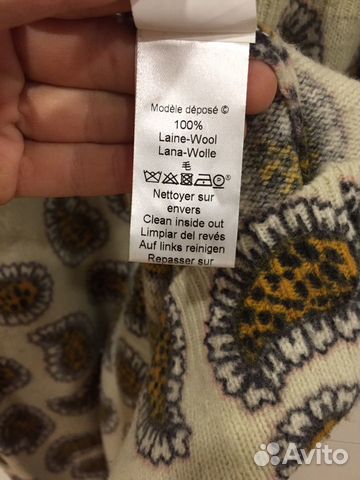 Modèle déposé ©
100%
Laine-Wool
Lana-Wolle
毛
Nettoyer sur
envers
Clean inside out
Limpiar del revés
Auf links reinigen
Repasser sur
Avito